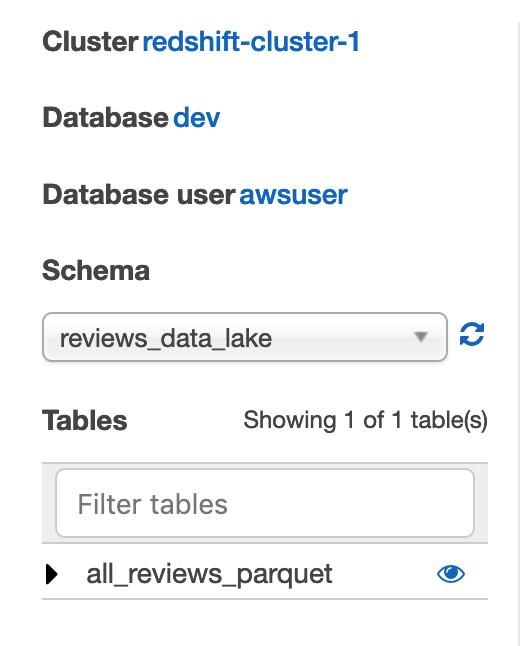 Cluster redshift-cluster-1
Database dev
Database user awsuser
Schema
reviews_data_lake
Tables Showing 1 of 1 table(s)
Filter tables
all_reviews_parquet